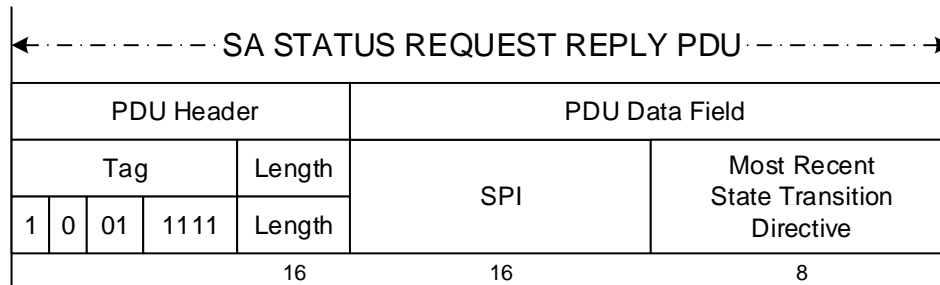 SA STATUS REQUEST REPLY PDU
PDU Header PDU Data Field
Tag Length SPI Most Recent
State Transition
Directive
1 0 01 1111 Length
16 16 8